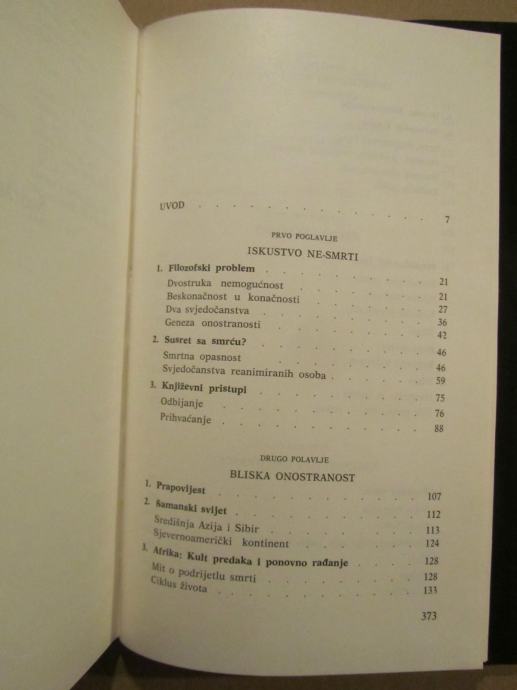 UVOD . . . . . . . . . . . . 7
PRVO POGLAVLJE
ISKUSTVO NE-SMRTI
1. Filozofski problem . . . . . . . . 21
Dvostruka nemogućnost . . . . . . 21
Beskonačnost u konačnosti . . . . . . 27
Dva svjedočanstva . . . . . . . . 36
Geneza onostranosti . . . . . . . 42
2. Susret sa smrću? . . . . . . . . 46
Smrtna opasnost . . . . . . . . 46
Svjedočanstva reanimiranih osoba . . . . . 59
3. Književni pristupi . . . . . . . . 75
Odbijanje . . . . . . . . . 76
Prihvaćanje . . . . . . . . . 88
DRUGO POLAVLJE
BLISKA ONOSTRANOST
1. Prapovijest . . . . . . . . . 107
2. Šamanski svijet . . . . . . . . 112
Središnja Azija i Sibir . . . . . . . 113
Sjevernoamerički kontinent . . . . . . 124
3. Afrika: Kult predaka i ponovno rađanje . . . . 128
Mit o podrijetlu smrti . . . . . . . 128
Ciklus života . . . . . . . . . 133
373